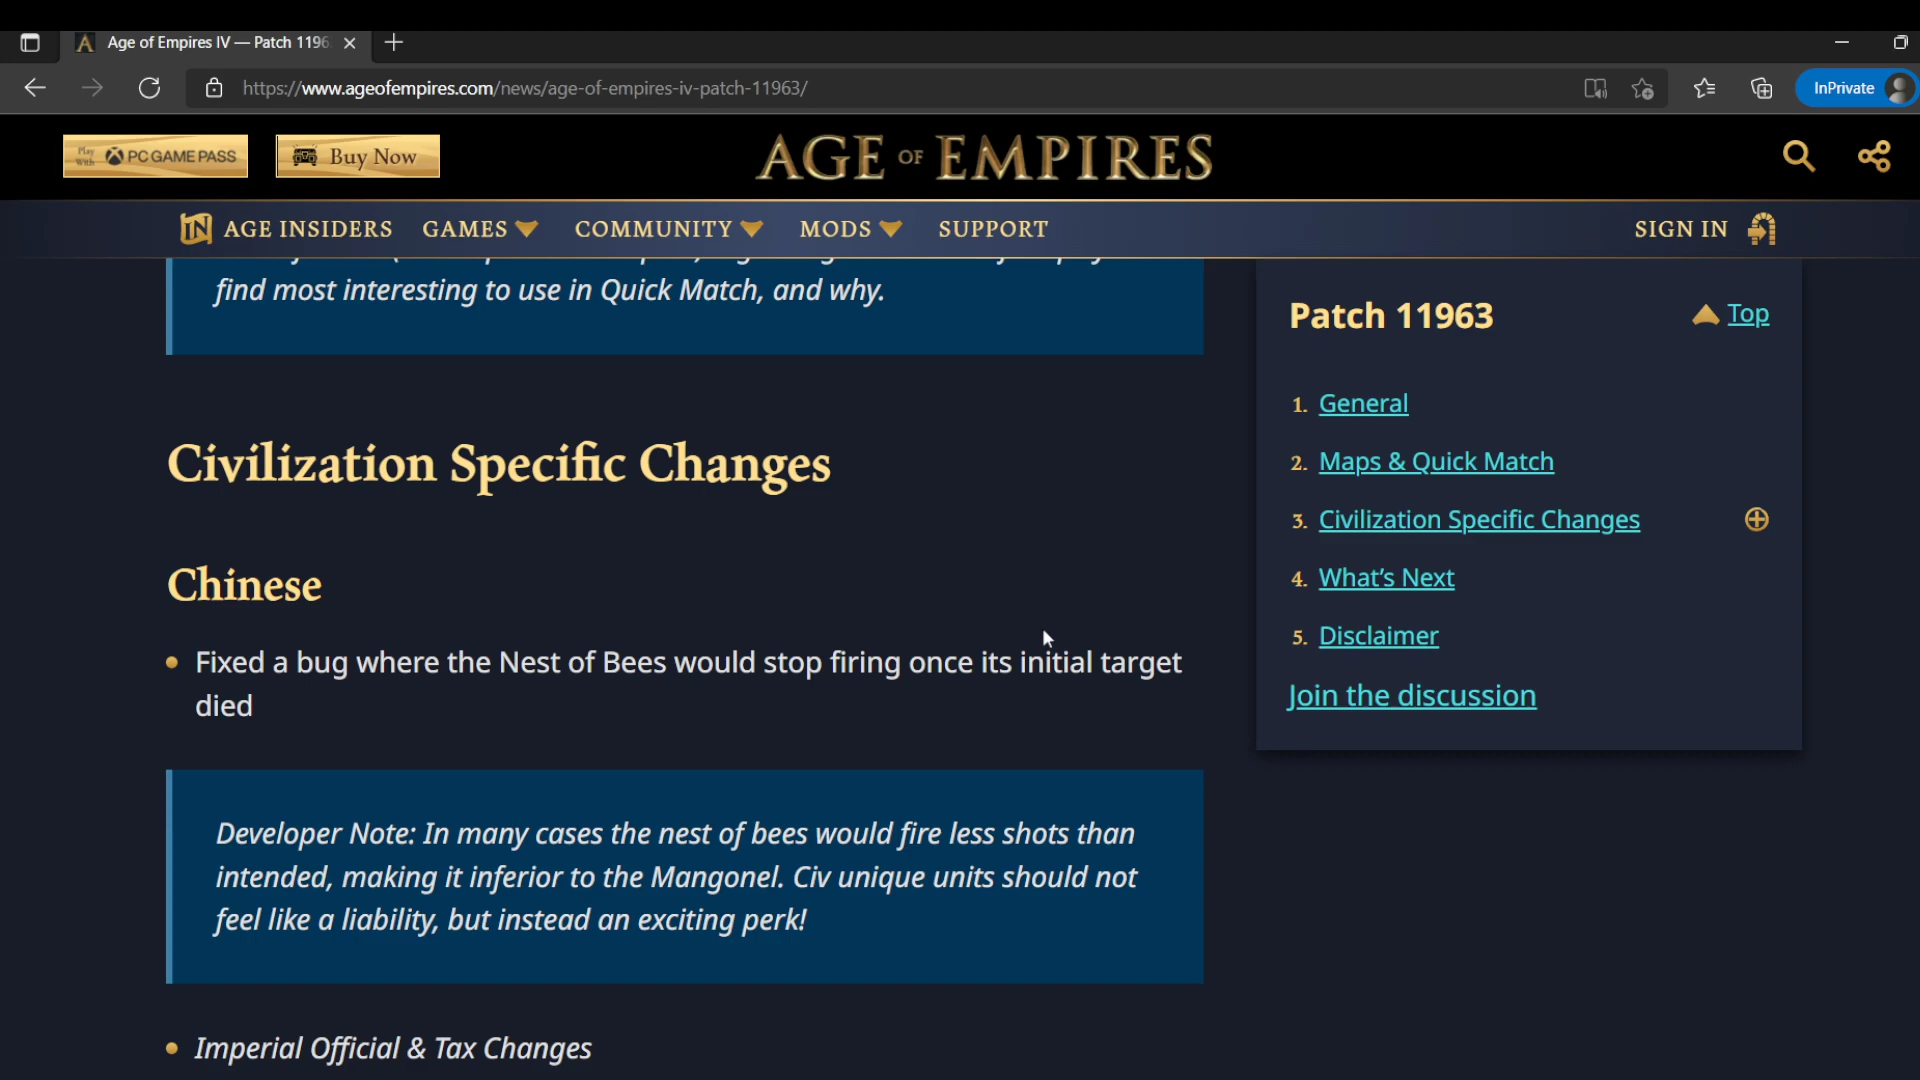 Age of Empires IV — Patch 1196
https://www.ageofempires.com/news/age-of-empires-iv-patch-11963/
InPrivate
Play With PC GAME PASS
Buy Now
AGE OF EMPIRES
AGE INSIDERS
GAMES
COMMUNITY
MODS
SUPPORT
SIGN IN
find most interesting to use in Quick Match, and why.
Civilization Specific Changes
Chinese
Fixed a bug where the Nest of Bees would stop firing once its initial target
died
Developer Note: In many cases the nest of bees would fire less shots than
intended, making it inferior to the Mangonel. Civ unique units should not
feel like a liability, but instead an exciting perk!
Imperial Official & Tax Changes
Patch 11963
Top
1. General
2. Maps & Quick Match
3. Civilization Specific Changes
4. What's Next
5. Disclaimer
Join the discussion